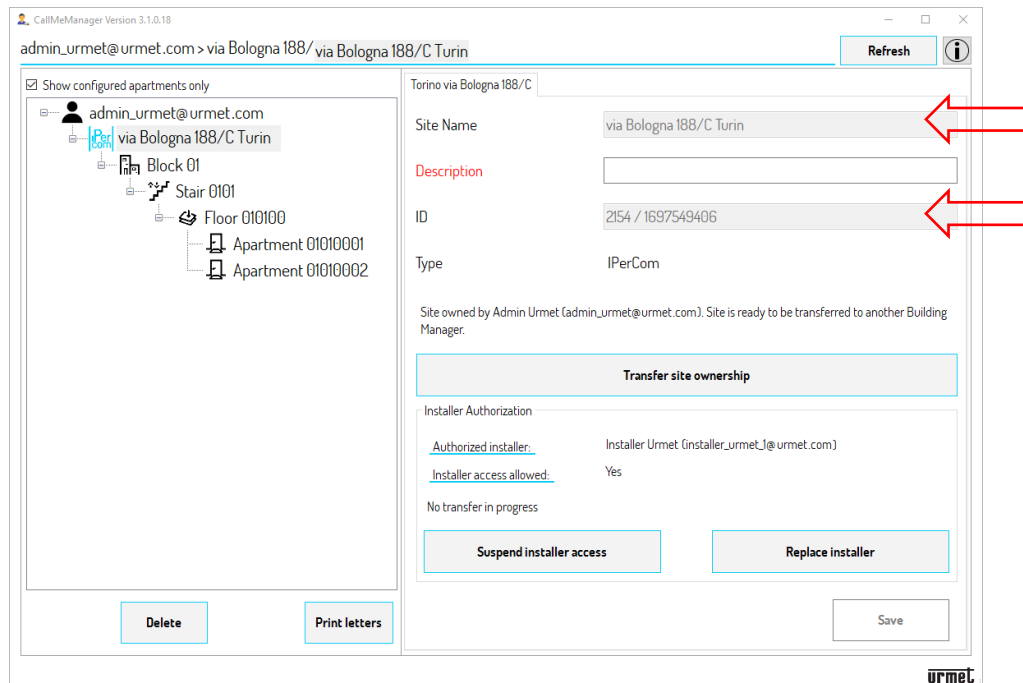 CallMeManager Version 3.1.0.18
admin_urmet@urmet.com > via Bologna 188/ via Bologna 188/C Turin
Refresh
Show configured apartments only
admin_urmet@urmet.com
IPer
com
via Bologna 188/C Turin
Block 01
Stair 0101
Floor 010100
Apartment 01010001
Apartment 01010002
Delete
Print letters
Torino via Bologna 188/C
Site Name
via Bologna 188/C Turin
Description
ID
2154 / 1697549406
Type
IPerCom
Site owned by Admin Urmet (admin_urmet@urmet.com). Site is ready to be transferred to another Building
Manager.
Transfer site ownership
Installer Authorization
Authorized installer:
Installer Urmet (installer_urmet_1@urmet.com)
Installer access allowed:
Yes
No transfer in progress
Suspend installer access
Replace installer
Save
urmet